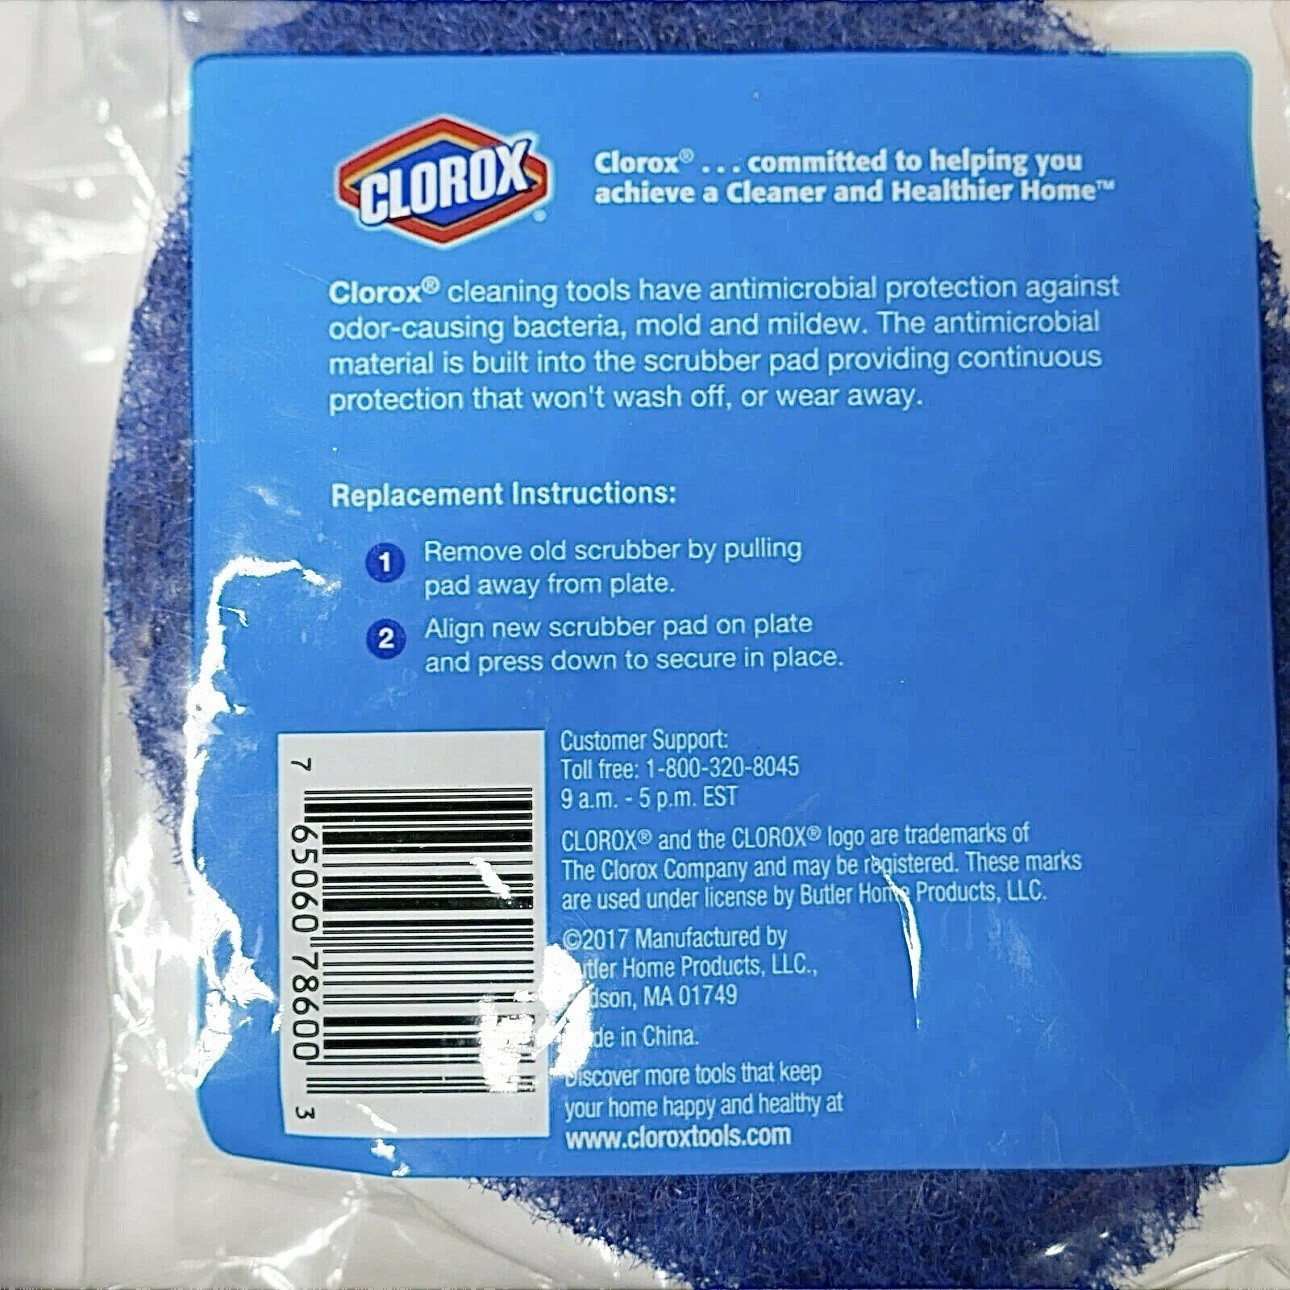 CLOROX®
Clorox® ... committed to helping you
achieve a Cleaner and Healthier Home™
Clorox® cleaning tools have antimicrobial protection against
odor-causing bacteria, mold and mildew. The antimicrobial
material is built into the scrubber pad providing continuous
protection that won't wash off, or wear away.
Replacement Instructions:
1 Remove old scrubber by pulling
pad away from plate.
2 Align new scrubber pad on plate
and press down to secure in place.
7 65060 78600 3
Customer Support:
Toll free: 1-800-320-8045
9 a.m. - 5 p.m. EST
CLOROX® and the CLOROX® logo are trademarks of
The Clorox Company and may be registered. These marks
are used under license by Butler Home Products, LLC.
©2017 Manufactured by
Home Products, LLC.,
MA 01749
in China.
Discover more tools that keep
your home happy and healthy at
www.cloroxtools.com